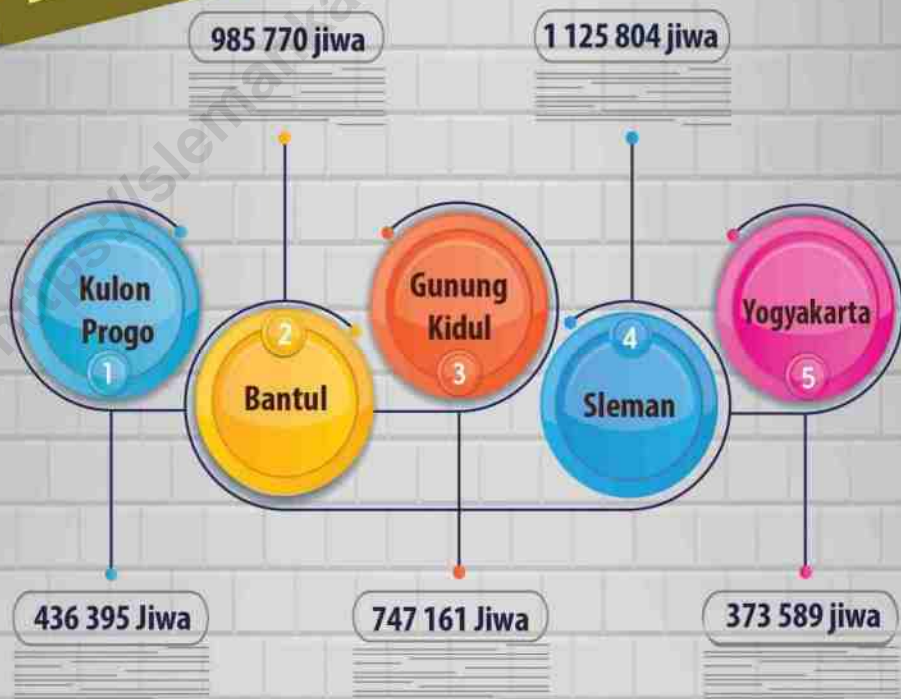 985 770 jiwa
1 125 804 jiwa
Kulon
Progo
1
2
Bantul
Gunung
Kidul
3
4
Sleman
Yogyakarta
5
436 395 Jiwa
747 161 Jiwa
373 589 jiwa